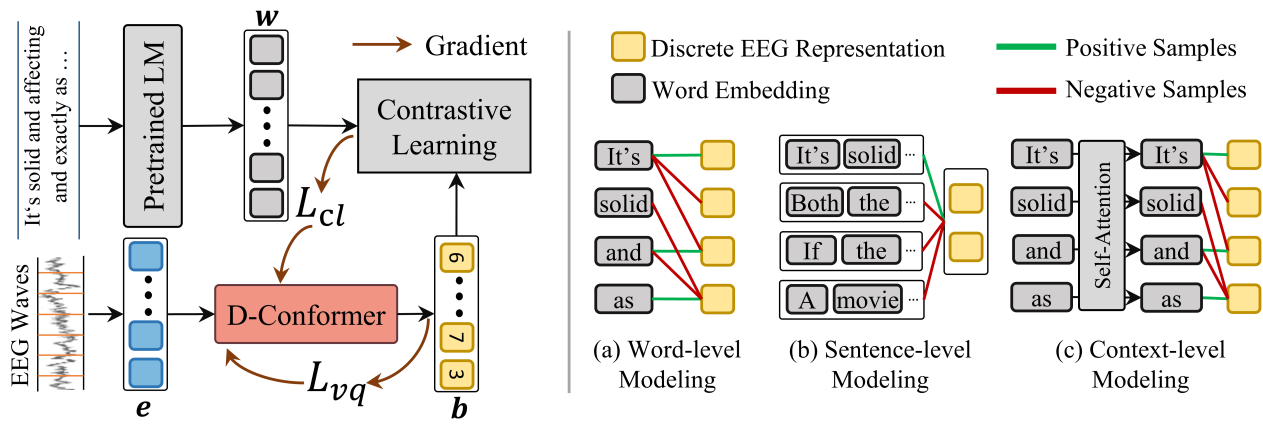 It's solid and affecting
and exactly as ...
Pretrained LM
w
Gradient
Contrastive
Learning
L_cl
EEG Waves
e
D-Conformer
L_vq
6
7
3
b
Discrete EEG Representation
Word Embedding
Positive Samples
Negative Samples
It's
solid
and
as
(a) Word-level
Modeling
It's solid ...
Both the ...
If the ...
A movie ...
(b) Sentence-level
Modeling
It's
solid
and
as
Self-Attention
It's
solid
and
as
(c) Context-level
Modeling